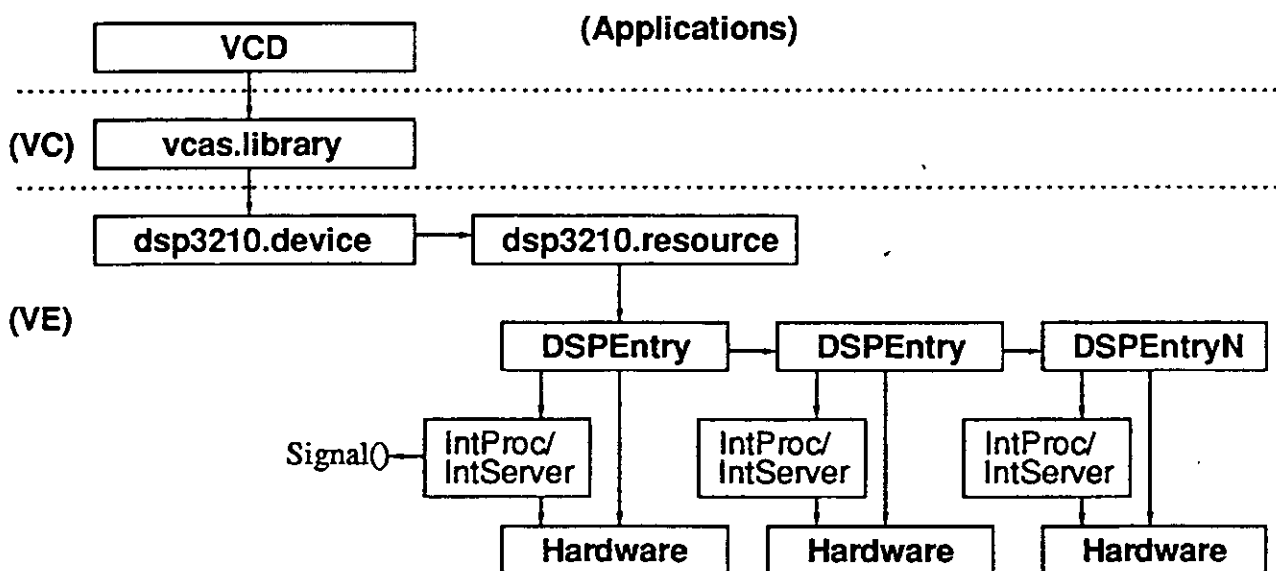 (Applications)
VCD
(VC)
vcas.library
dsp3210.device
dsp3210.resource
(VE)
DSPEntry
DSPEntry
DSPEntryN
Signal()
IntProc/
IntServer
IntProc/
IntServer
IntProc/
IntServer
Hardware
Hardware
Hardware